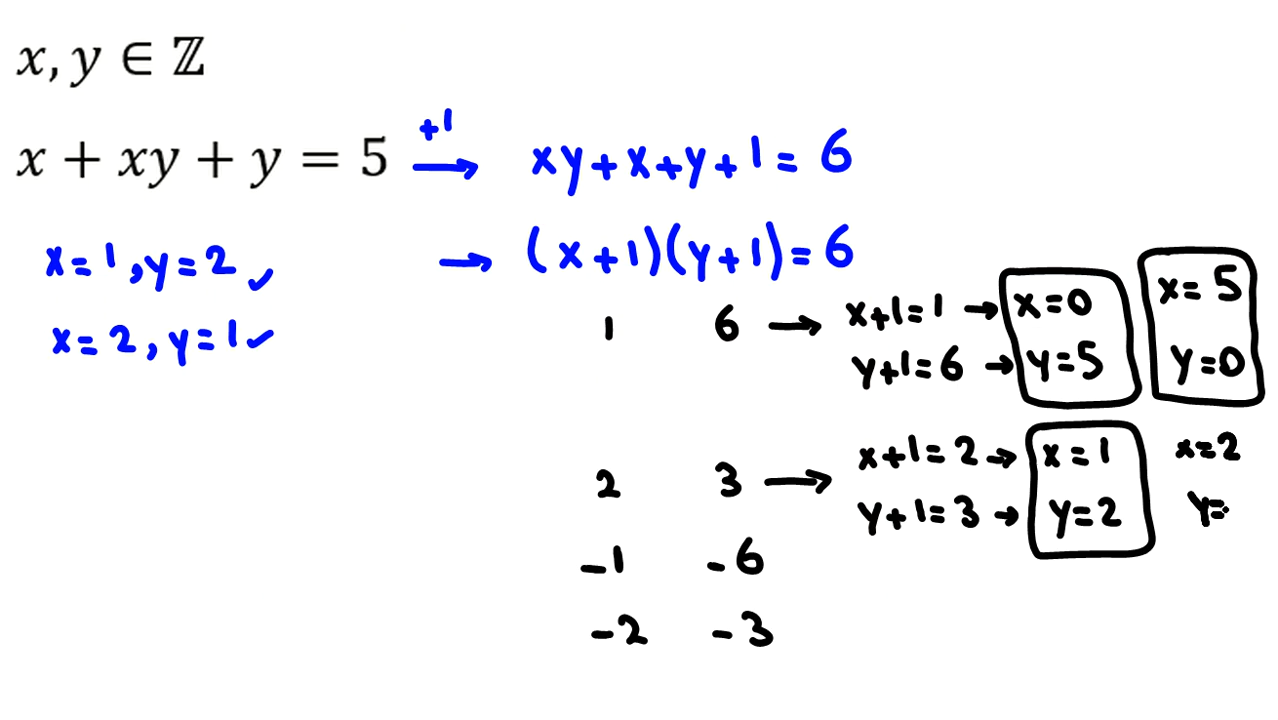 x, y ∈ ℤ
x + xy + y = 5 +1 → xy+x+y+1=6
→ (x+1)(y+1)=6
x=1, y=2 ✓
x=2, y=1 ✓
1 6 → x+1=1 → x=0 x=5
y+1=6 → y=5 y=0
2 3 → x+1=2 → x=1 x=2
y+1=3 → y=2 y=
-1 -6
-2 -3